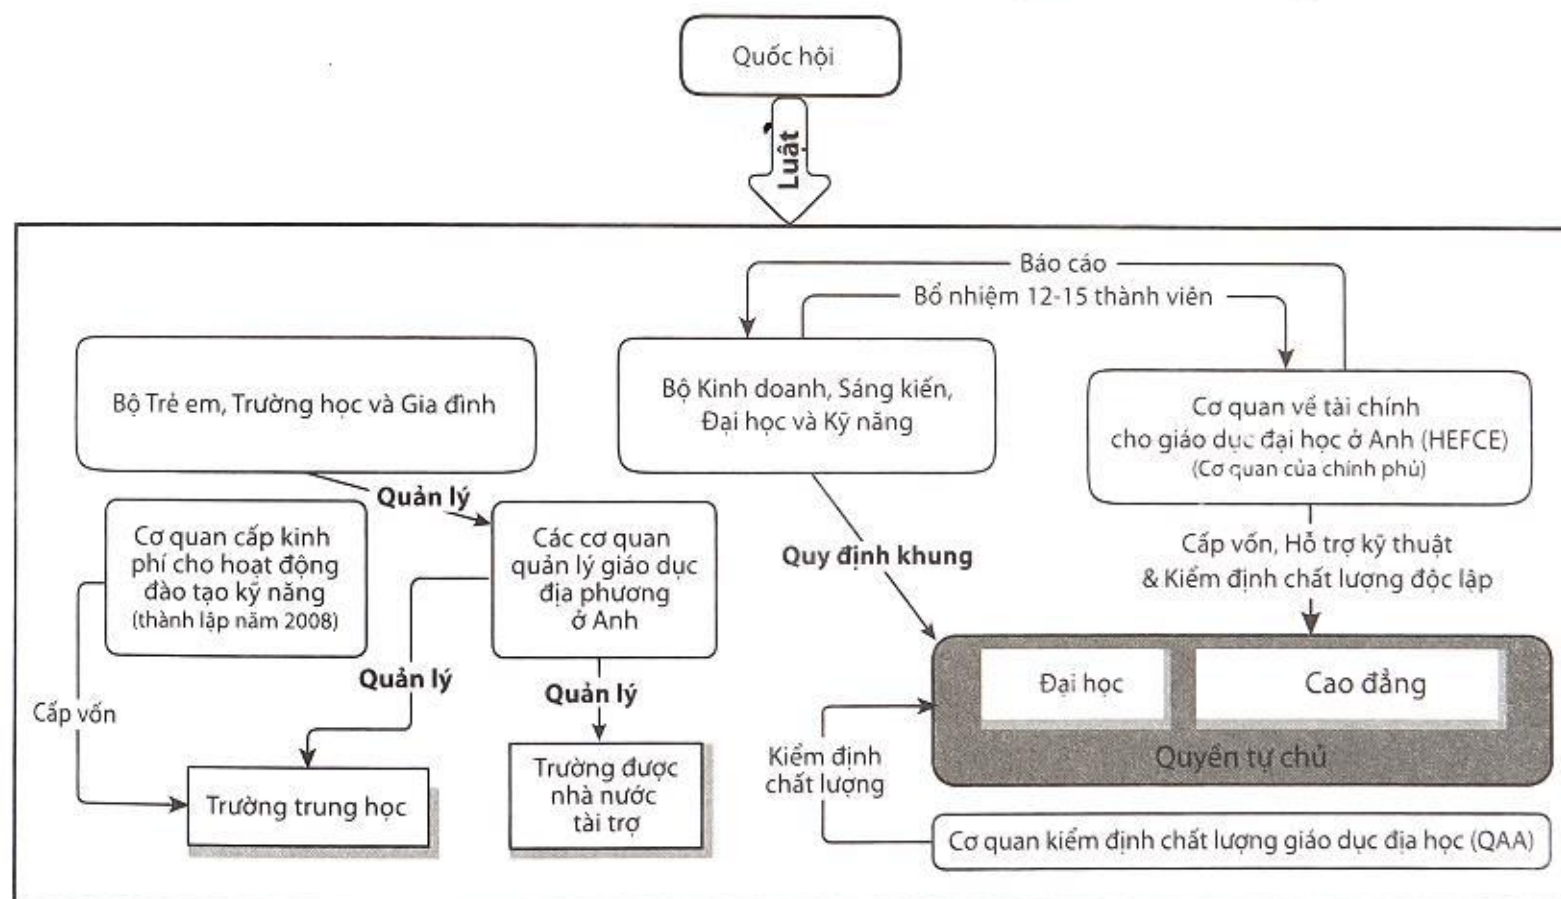 Quốc hội
Luật
Báo cáo
Bổ nhiệm 12-15 thành viên
Bộ Trẻ em, Trường học và Gia đình
Bộ Kinh doanh, Sáng kiến,
Đại học và Kỹ năng
Cơ quan về tài chính
cho giáo dục đại học ở Anh (HEFCE)
(Cơ quan của chính phủ)
Quản lý
Cơ quan cấp kinh
phí cho hoạt động
đào tạo kỹ năng
(thành lập năm 2008)
Các cơ quan
quản lý giáo dục
địa phương
ở Anh
Quy định khung
Cấp vốn, Hỗ trợ kỹ thuật
& Kiểm định chất lượng độc lập
Quản lý
Quản lý
Cấp vốn
Đại học
Cao đẳng
Quyền tự chủ
Kiểm định
chất lượng
Trường trung học
Trường được
nhà nước
tài trợ
Cơ quan kiểm định chất lượng giáo dục địa học (QAA)